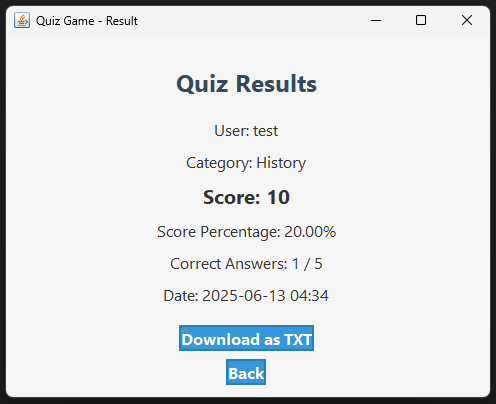 Quiz Game - Result
Quiz Results
User: test
Category: History
Score: 10
Score Percentage: 20.00%
Correct Answers: 1 / 5
Date: 2025-06-13 04:34
Download as TXT
Back